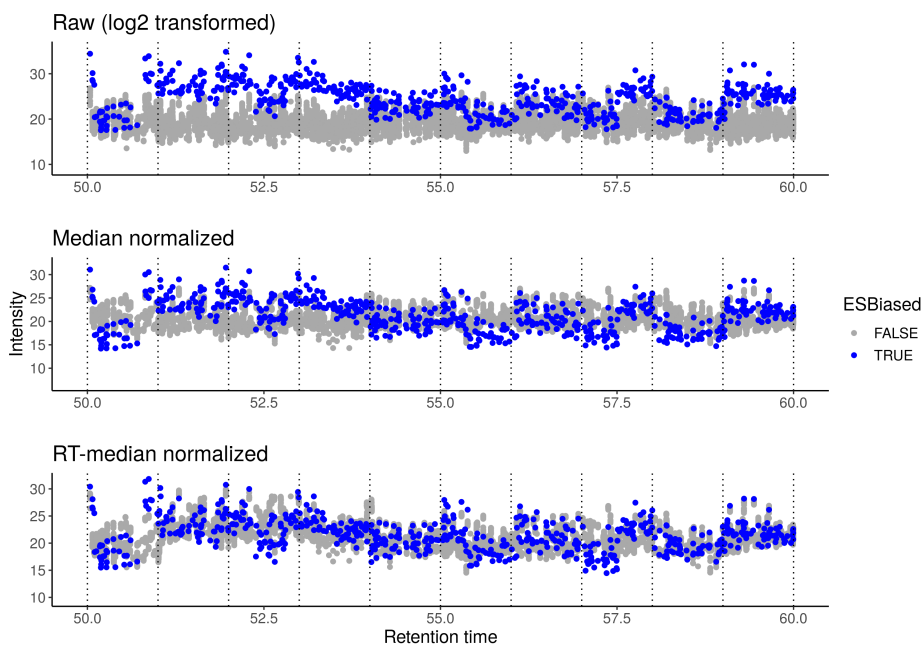 Raw (log2 transformed)
30
20
10
50.0 52.5 55.0 57.5 60.0
Median normalized
30
25
20
15
10
50.0 52.5 55.0 57.5 60.0
Intensity
RT-median normalized
30
25
20
15
10
50.0 52.5 55.0 57.5 60.0
Retention time
ESBiased
FALSE
TRUE